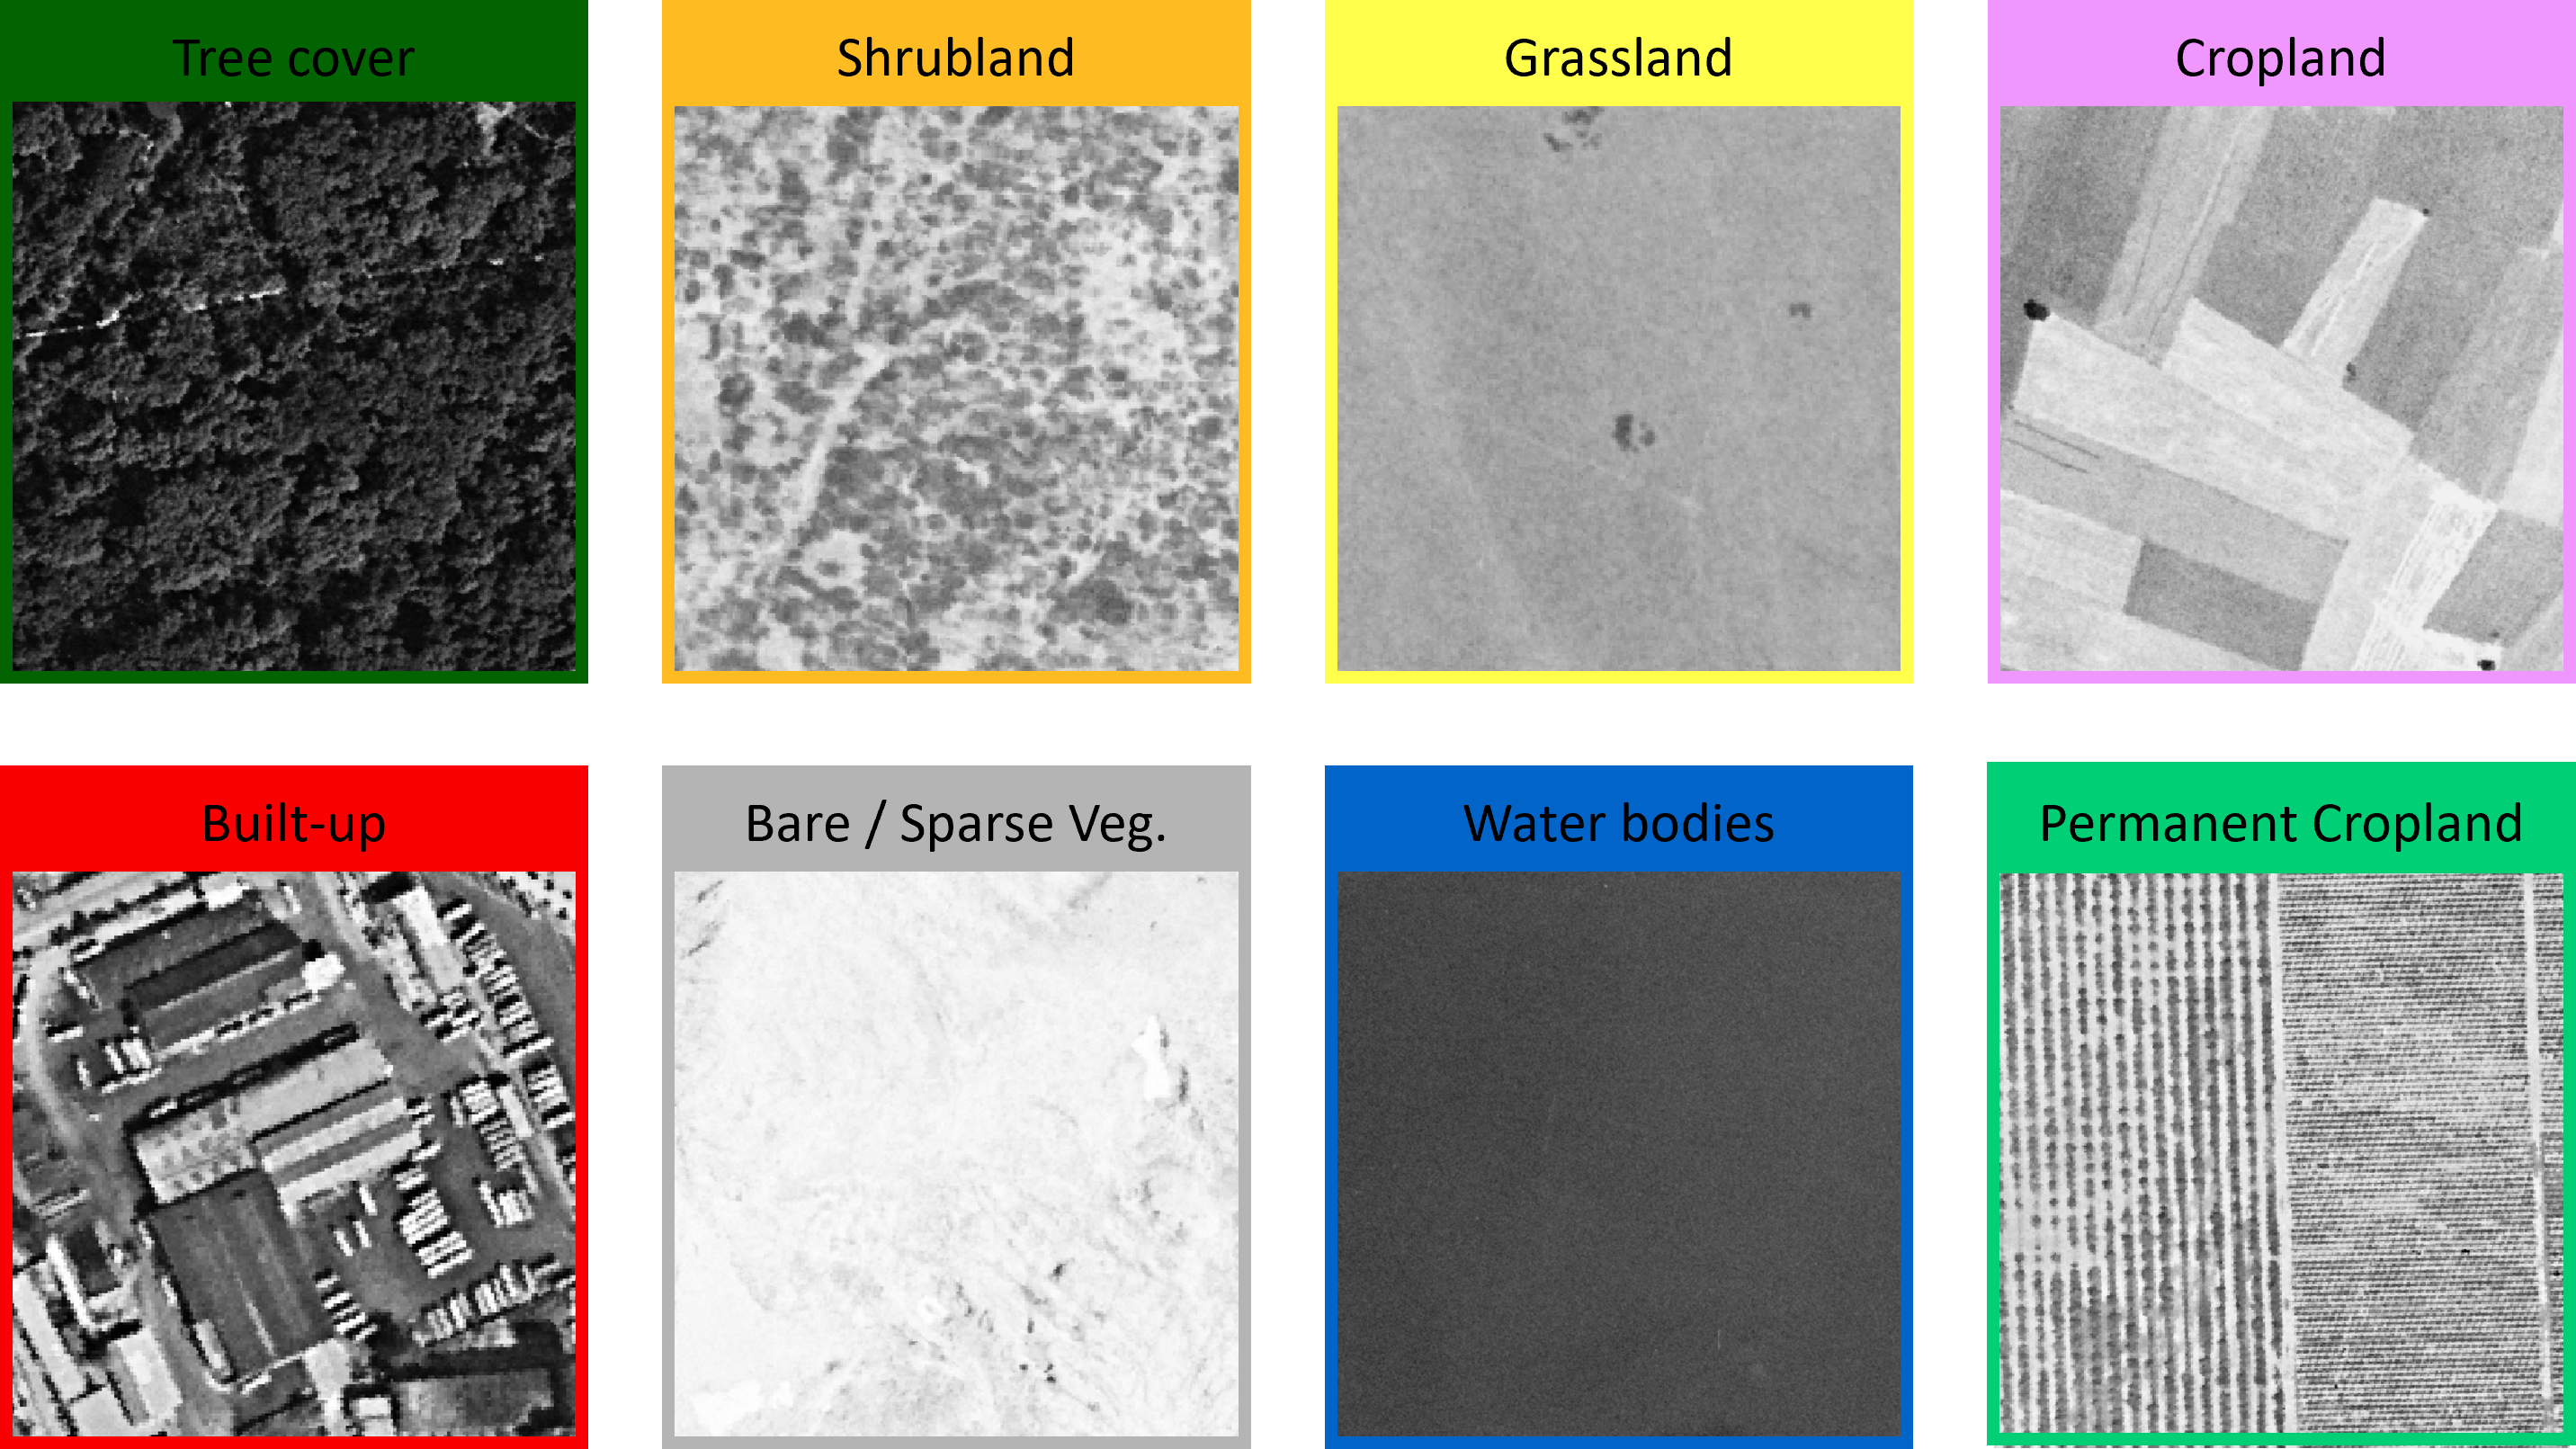 Tree cover
Shrubland
Grassland
Cropland
Built-up
Bare / Sparse Veg.
Water bodies
Permanent Cropland